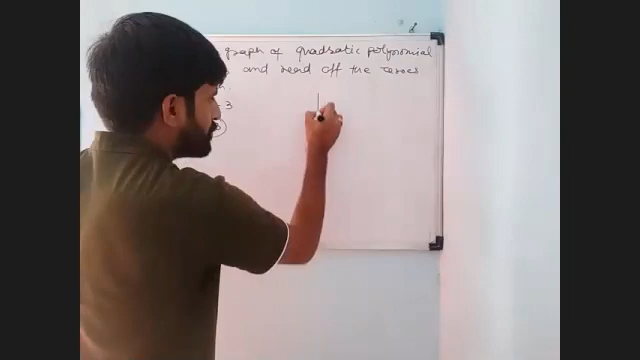 graph of quadratic polynomial
and read off the zeroes
3